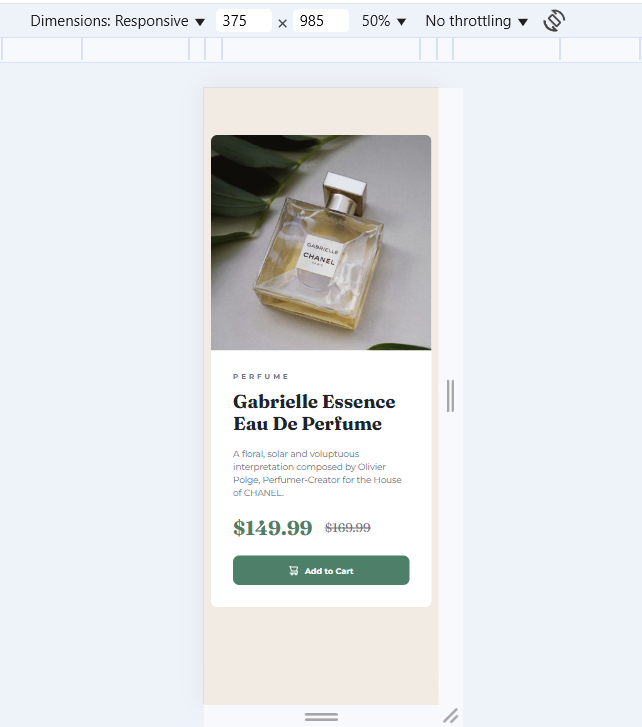 Dimensions: Responsive ▼ 375 × 985 50% ▼ No throttling ▼
GABRIELLE
CHANEL
PARIS
PERFUME
Gabrielle Essence
Eau De Perfume
A floral, solar and voluptuous
interpretation composed by Olivier
Polge, Perfumer-Creator for the House
of CHANEL.
$149.99 $169.99
Add to Cart